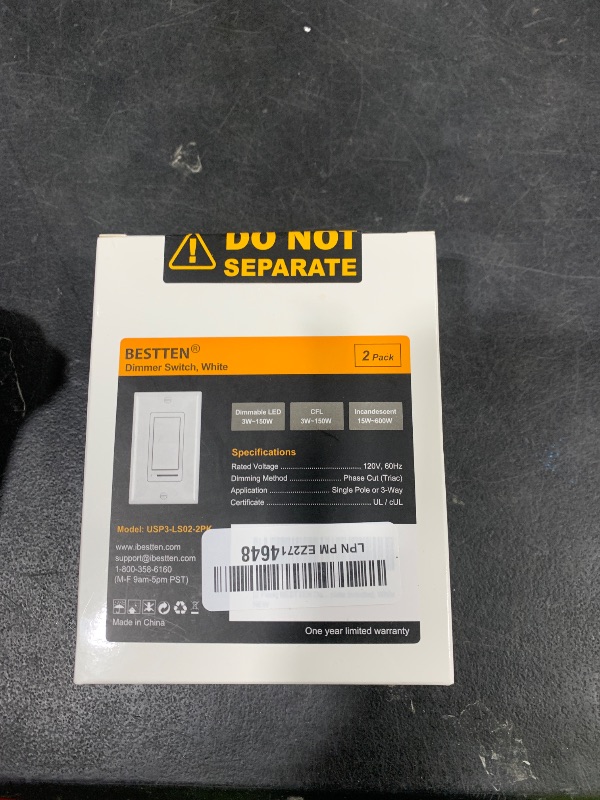 DO NOT
SEPARATE
BESTTEN®
Dimmer Switch, White
2 Pack
Dimmable LED
3W~150W
CFL
3W~150W
Incandescent
15W~600W
Specifications
Rated Voltage ........................ 120V, 60Hz
Dimming Method .................. Phase Cut (Triac)
Application ........................ Single Pole or 3-Way
Certificate ........................ UL / cUL
Model: USP3-LS02-2PK
www.ibestten.com
support@ibestten.com
1-800-358-6160
(M-F 9am-5pm PST)
LPN PM EZ2714648
Made in China
One year limited warranty